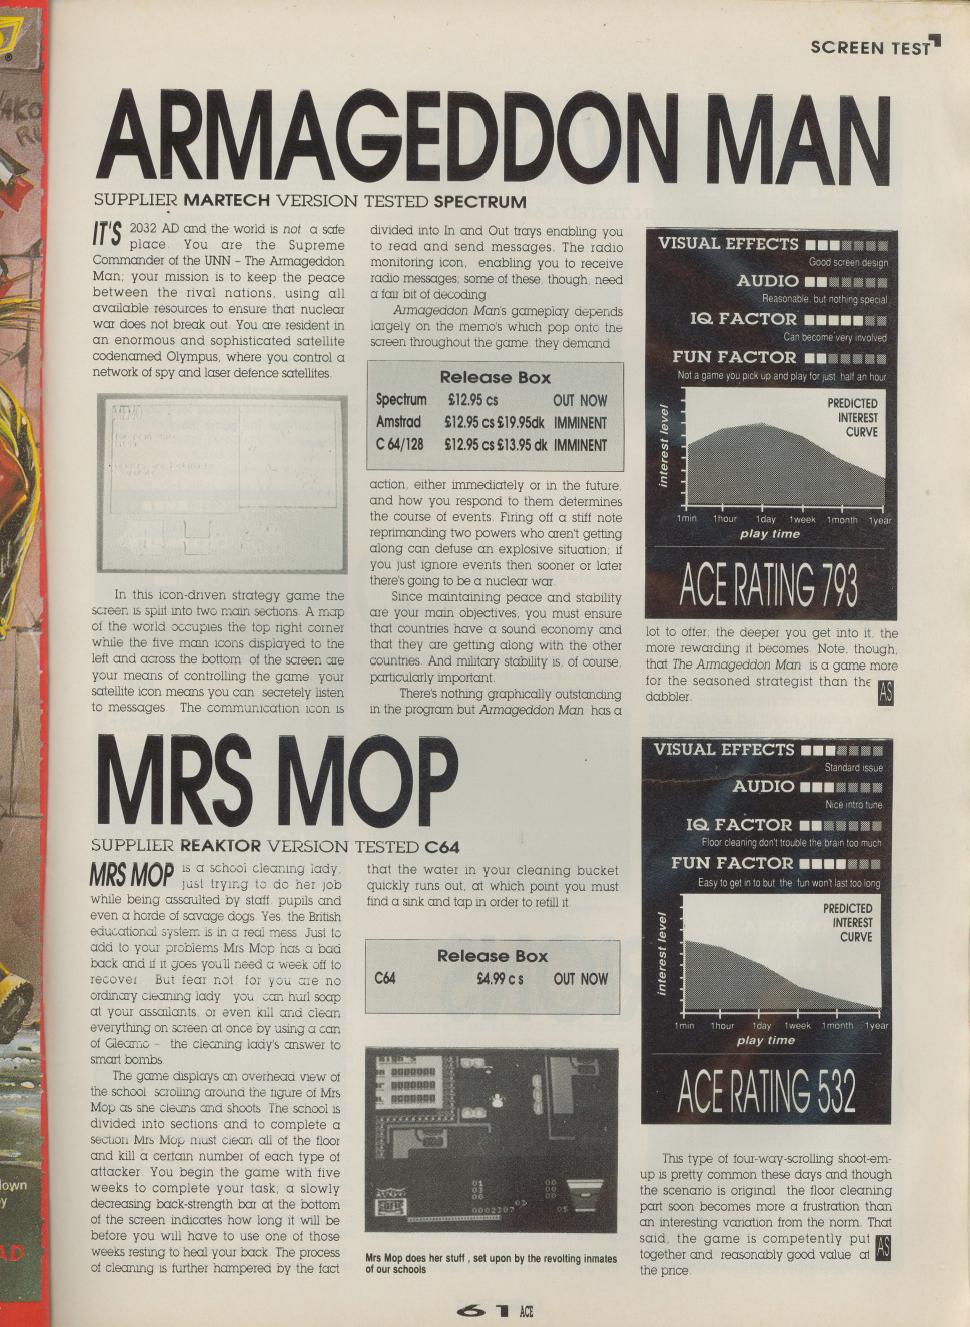 SCREEN TEST
ARMAGEDDON MAN
SUPPLIER MARTECH VERSION TESTED SPECTRUM
IT'S 2032 AD and the world is not a safe
place. You are the Supreme
Commander of the UNN – The Armageddon
Man; your mission is to keep the peace
between the rival nations, using all
available resources to ensure that nuclear
war does not break out. You are resident in
an enormous and sophisticated satellite
codenamed Olympus, where you control a
network of spy and laser defence satellites.
MEMO
In this icon-driven strategy game the
screen is split into two main sections. A map
of the world occupies the top right corner
while the five main icons displayed to the
left and across the bottom of the screen are
your means of controlling the game. your
satellite icon means you can secretely listen
to messages. The communication icon is
divided into In and Out trays enabling you
to read and send messages. The radio
monitoring icon, enabling you to receive
radio messages; some of these, though, need
a fair bit of decoding
Armageddon Man's gameplay depends
largely on the memo's which pop onto the
screen throughout the game. they demand
Release Box
Spectrum £12.95 cs OUT NOW
Amstrad £12.95 cs £19.95dk IMMINENT
C 64/128 £12.95 cs £13.95 dk IMMINENT
action, either immediately or in the future,
and how you respond to them determines
the course of events. Firing off a stiff note
reprimanding two powers who aren't getting
along can defuse an explosive situation; if
you just ignore events then sooner or later
there's going to be a nuclear war.
Since maintaining peace and stability
are your main objectives, you must ensure
that countries have a sound economy and
that they are getting along with the other
countries. And military stability is, of course,
particularly important.
There's nothing graphically outstanding
in the program but Armageddon Man has a
VISUAL EFFECTS
Good screen design
AUDIO
Reasonable, but nothing special
IQ FACTOR
Can become very involved
FUN FACTOR
Not a game you pick up and play for just half an hour
PREDICTED
INTEREST
CURVE
interest level
1min 1hour 1day 1week 1month 1year
play time
ACE RATING 793
lot to offer; the deeper you get into it, the
more rewarding it becomes. Note, though,
that The Armageddon Man is a game more
for the seasoned strategist than the
dabbler.
AS
MRS MOP
SUPPLIER REAKTOR VERSION TESTED C64
MRS MOP is a school cleaning lady,
just trying to do her job
while being assaulted by staff, pupils and
even a horde of savage dogs. Yes, the British
educational system is in a real mess. Just to
add to your problems Mrs Mop has a bad
back and if it goes you'll need a week off to
recover. But fear not, for you are no
ordinary cleaning lady you can hurl soap
at your assailants, or even kill and clean
everything on screen at once by using a can
of Gleamo – the cleaning lady's answer to
smart bombs.
The game displays an overhead view of
the school scrolling around the figure of Mrs
Mop as she cleans and shoots. The school is
divided into sections and to complete a
section Mrs Mop must clean all of the floor
and kill a certain number of each type of
attacker. You begin the game with five
weeks to complete your task; a slowly
decreasing back-strength bar at the bottom
of the screen indicates how long it will be
before you will have to use one of those
weeks resting to heal your back. The process
of cleaning is further hampered by the fact
that the water in your cleaning bucket
quickly runs out, at which point you must
find a sink and tap in order to refill it.
Release Box
C64 £4.99 c s OUT NOW
Mrs Mop does her stuff , set upon by the revolting inmates
of our schools
VISUAL EFFECTS
Standard issue
AUDIO
Nice intro tune
IQ FACTOR
Floor cleaning don't trouble the brain too much
FUN FACTOR
Easy to get in to but the fun won't last too long
PREDICTED
INTEREST
CURVE
interest level
1min 1hour 1day 1week 1month 1year
play time
ACE RATING 532
This type of four-way-scrolling shoot-em-
up is pretty common these days and though
the scenario is original the floor cleaning
part soon becomes more a frustration than
an interesting variation from the norm. That
said, the game is competently put
together and reasonably good value at
the price.
AS
61 ACE